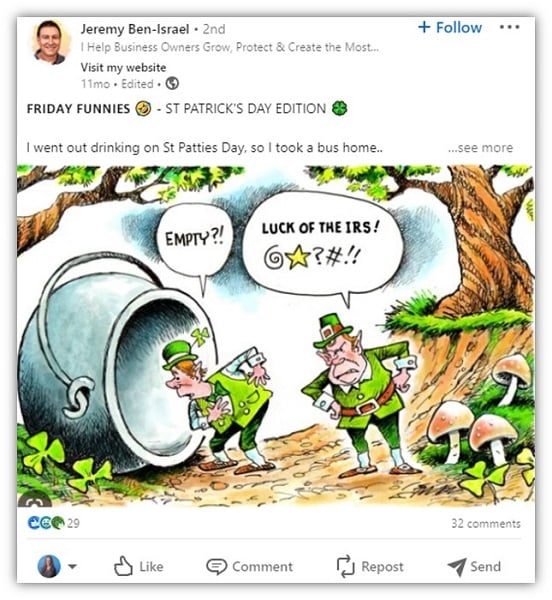 Jeremy Ben-Israel • 2nd
+ Follow
I Help Business Owners Grow, Protect & Create the Most...
Visit my website
11mo • Edited •
FRIDAY FUNNIES 🤣 - ST PATRICK'S DAY EDITION 🍀
I went out drinking on St Patties Day, so I took a bus home..
...see more
EMPTY?!
LUCK OF THE IRS!
@⭐?#!!
29
32 comments
Like
Comment
Repost
Send